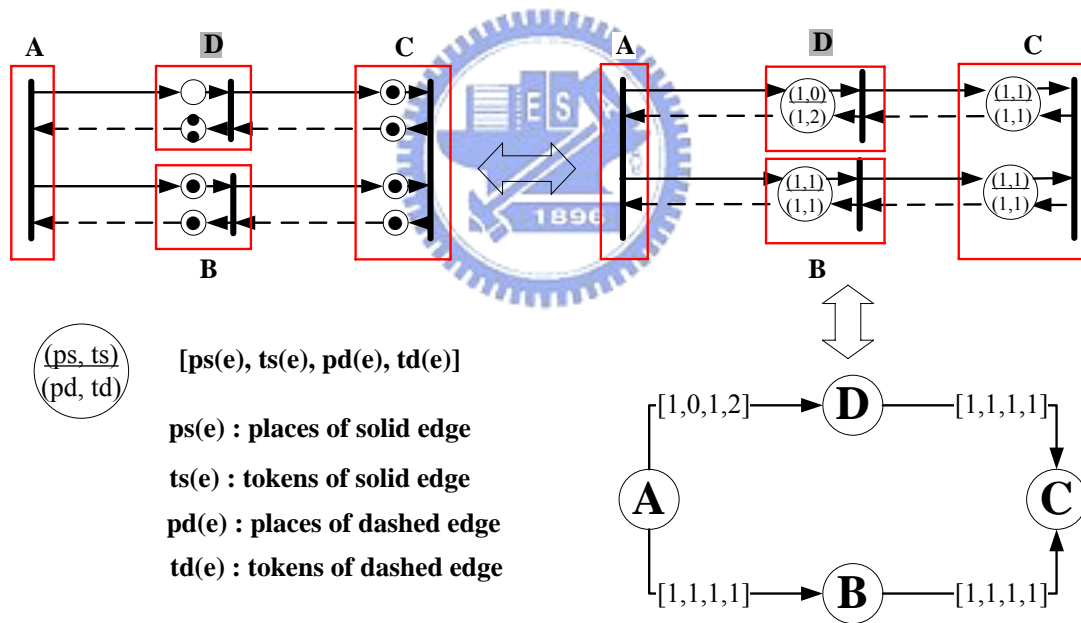 A
D
C
B
A
D
C
(1,0)
(1,2)
(1,1)
(1,1)
(1,1)
(1,1)
(1,1)
(1,1)
B
E S
A
1896
(ps, ts)
(pd, td)
[ps(e), ts(e), pd(e), td(e)]
ps(e) : places of solid edge
ts(e) : tokens of solid edge
pd(e) : places of dashed edge
td(e) : tokens of dashed edge
[1,0,1,2]
D
[1,1,1,1]
A
C
[1,1,1,1]
B
[1,1,1,1]